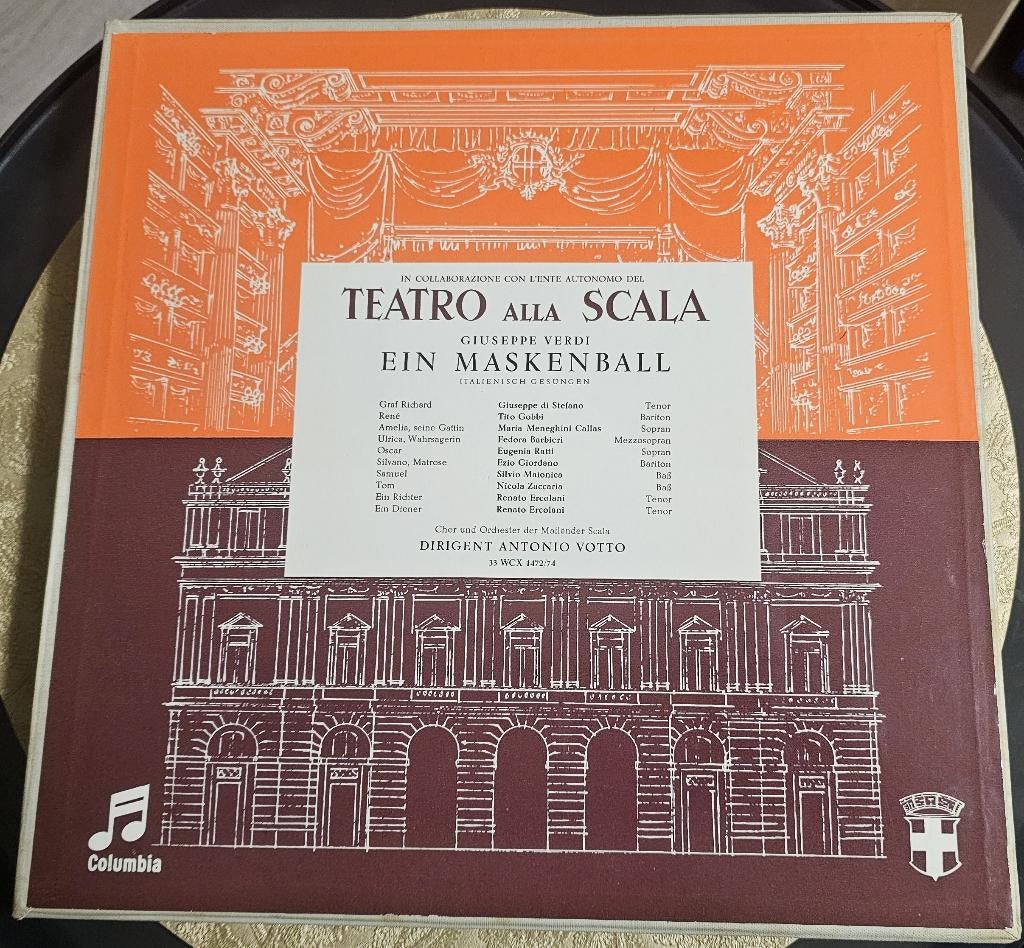 IN COLLABORAZIONE CON L'ENTE AUTONOMO DEL
TEATRO ALLA SCALA
GIUSEPPE VERDI
EIN MASKENBALL
ITALIENISCH GESUNGEN
Graf Richard Giuseppe di Stefano Tenor
René Tito Gobbi Bariton
Amelia, seine Gattin Maria Meneghini Callas Sopran
Ulrica, Wahrsagerin Fedora Barbieri Mezzosopran
Oscar Eugenia Ratti Sopran
Silvano, Matrose Ezio Giordano Bariton
Samuel Silvio Maionica Baß
Tom Nicola Zaccaria Baß
Ein Richter Renato Ercolani Tenor
Ein Diener Renato Ercolani Tenor
Chor und Orchester der Mailänder Scala
DIRIGENT ANTONIO VOTTO
33 WCX 1472/74
Columbia